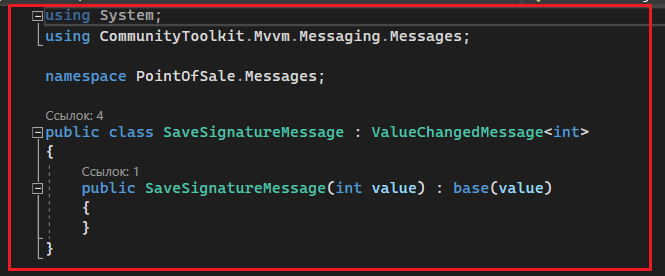 using System;
using CommunityToolkit.Mvvm.Messaging.Messages;
namespace PointOfSale.Messages;
Ссылок: 4
public class SaveSignatureMessage : ValueChangedMessage<int>
{
Ссылок: 1
public SaveSignatureMessage(int value) : base(value)
{
}
}